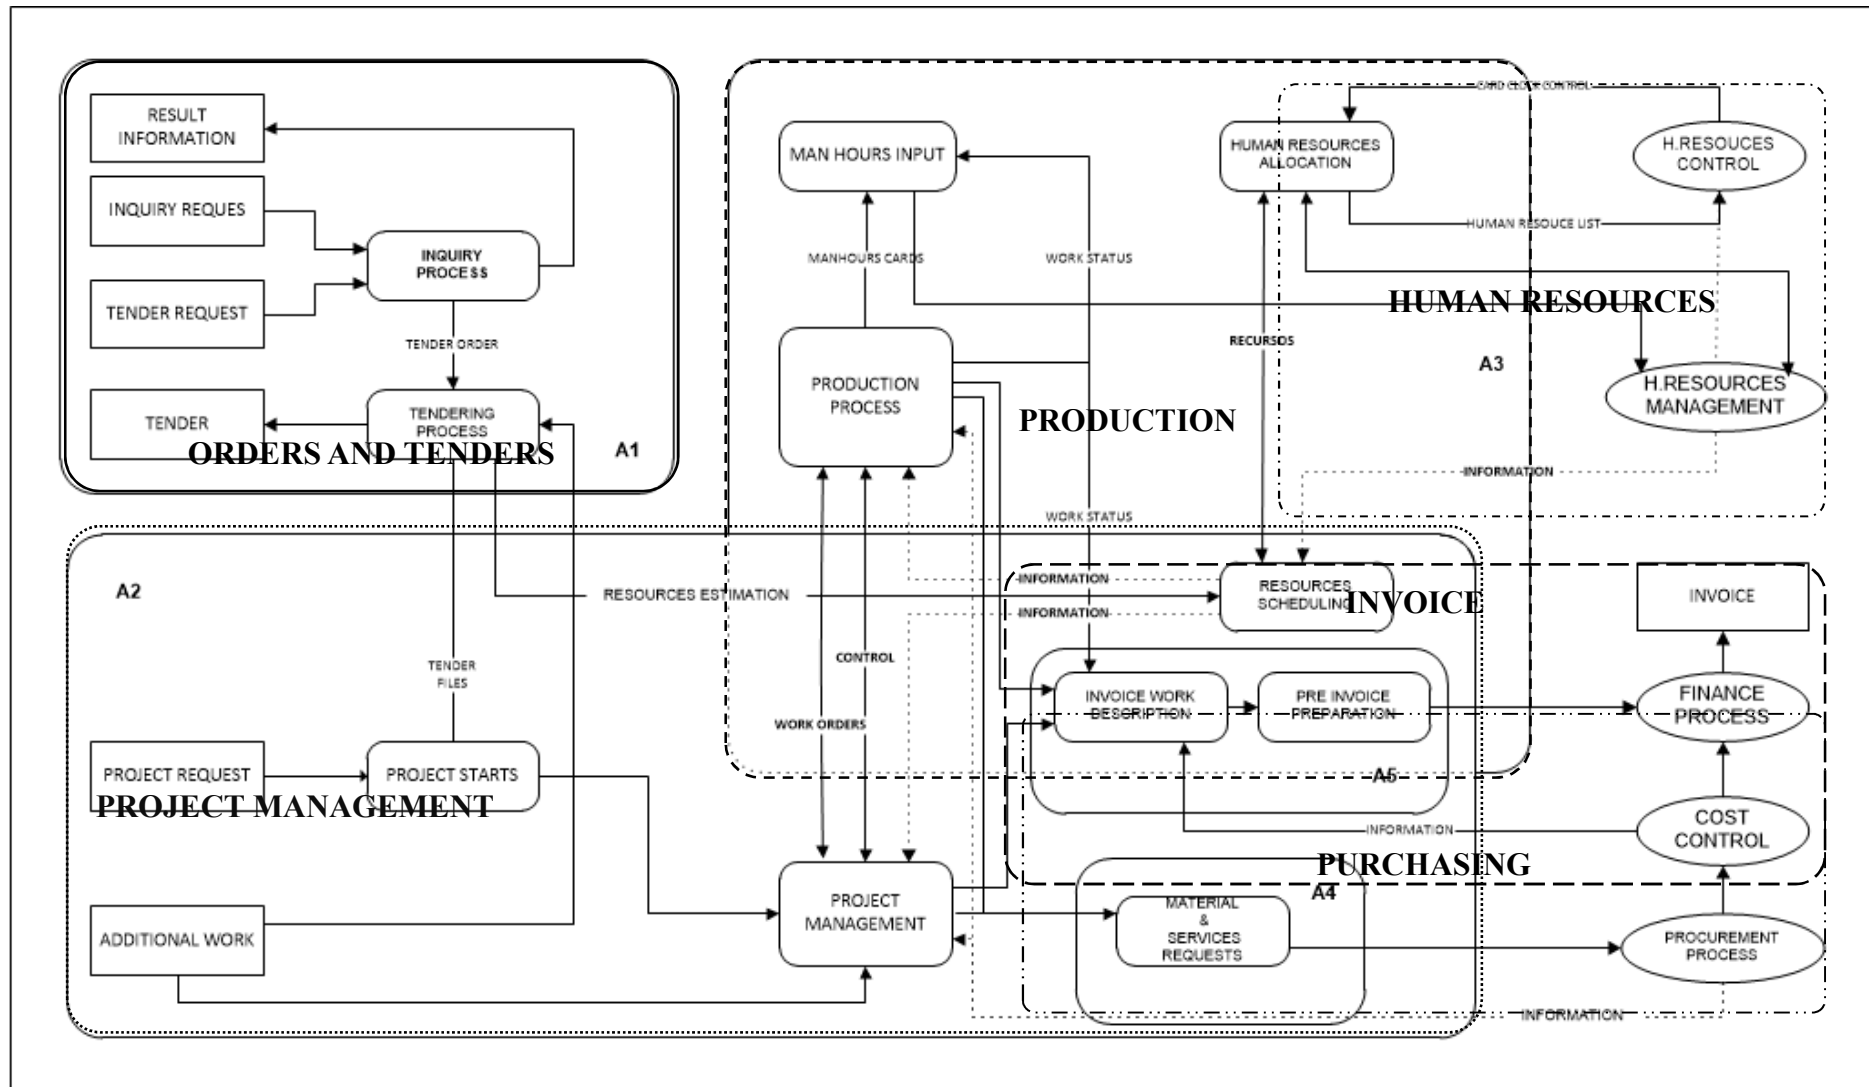 RESULT
INFORMATION
INQUIRY REQUES
INQUIRY
PROCESS
TENDER REQUEST
TENDER ORDER
TENDER
TENDERING
PROCESS
ORDERS AND TENDERS
A1
MAN HOURS INPUT
MANHOURS CARDS
WORK STATUS
PRODUCTION
PROCESS
PRODUCTION
WORK STATUS
CARD CLOCK CONTROL
HUMAN RESOURCES
ALLOCATION
H.RESOUCES
CONTROL
HUMAN RESOUCE LIST
HUMAN RESOURCES
RECURSOS
A3
H.RESOURCES
MANAGEMENT
INFORMATION
A2
RESOURCES ESTIMATION
INFORMATION
INFORMATION
RESOURCES
SCHEDULING
INVOICE
INVOICE
TENDER
FILES
CONTROL
WORK ORDERS
INVOICE WORK
DESCRIPTION
PRE INVOICE
PREPARATION
FINANCE
PROCESS
PROJECT REQUEST
PROJECT STARTS
PROJECT MANAGEMENT
A5
INFORMATION
COST
CONTROL
PURCHASING
A4
PROJECT
MANAGEMENT
MATERIAL
&
SERVICES
REQUESTS
ADDITIONAL WORK
PROCUREMENT
PROCESS
INFORMATION